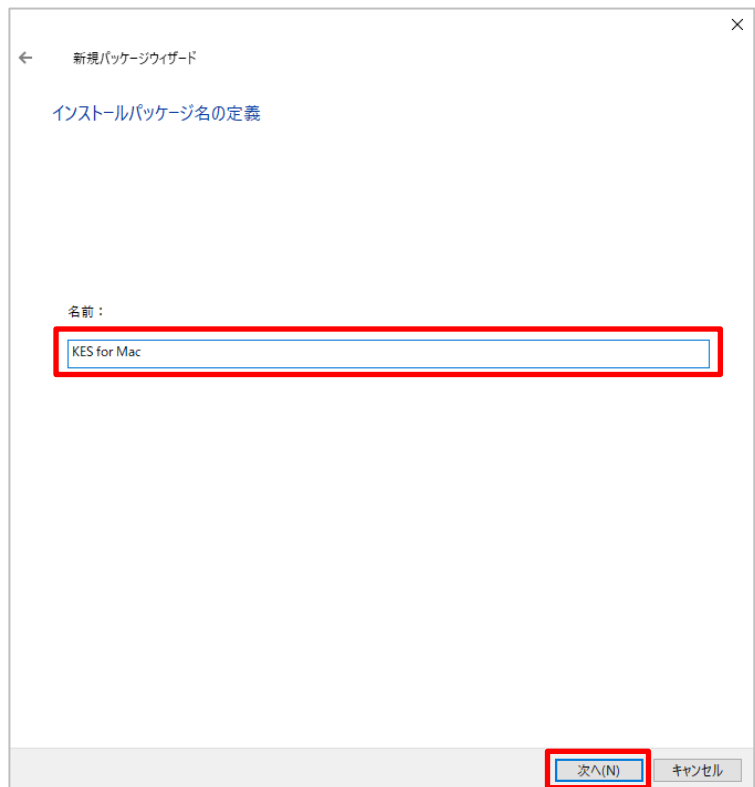 新規パッケージウィザード
インストールパッケージ名の定義
名前：
KES for Mac
次へ(N)
キャンセル